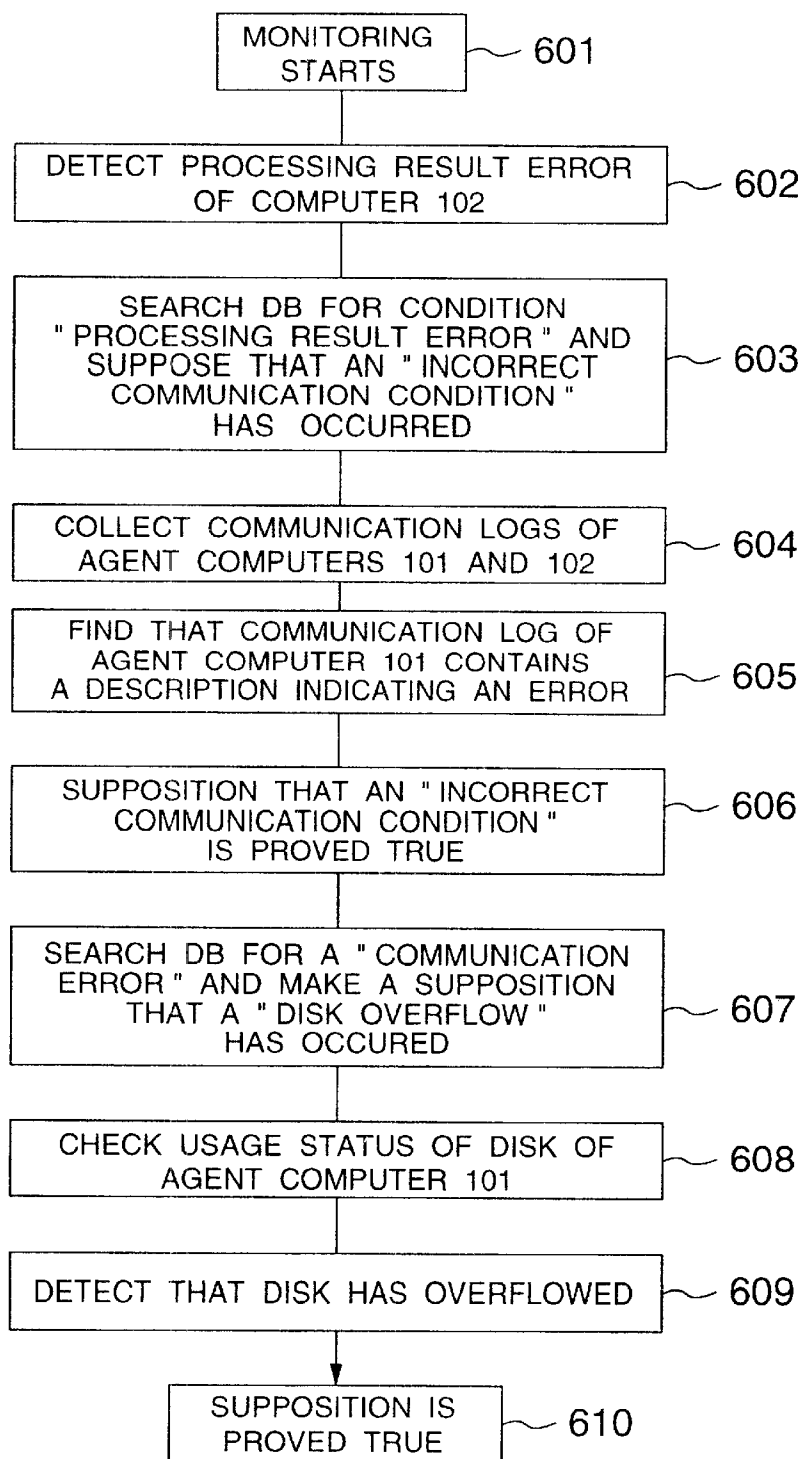 MONITORING
STARTS
601
DETECT PROCESSING RESULT ERROR
OF COMPUTER 102
602
SEARCH DB FOR CONDITION
"PROCESSING RESULT ERROR" AND
SUPPOSE THAT AN "INCORRECT
COMMUNICATION CONDITION"
HAS OCCURRED
603
COLLECT COMMUNICATION LOGS OF
AGENT COMPUTERS 101 AND 102
604
FIND THAT COMMUNICATION LOG OF
AGENT COMPUTER 101 CONTAINS
A DESCRIPTION INDICATING AN ERROR
605
SUPPOSITION THAT AN "INCORRECT
COMMUNICATION CONDITION"
IS PROVED TRUE
606
SEARCH DB FOR A "COMMUNICATION
ERROR" AND MAKE A SUPPOSITION
THAT A "DISK OVERFLOW"
HAS OCCURED
607
CHECK USAGE STATUS OF DISK OF
AGENT COMPUTER 101
608
DETECT THAT DISK HAS OVERFLOWED
609
SUPPOSITION IS
PROVED TRUE
610